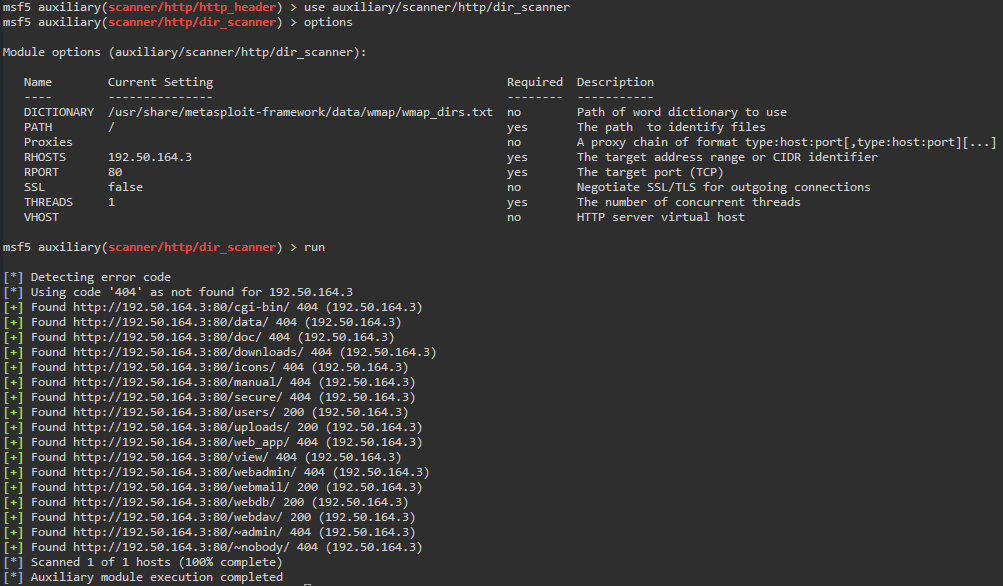 msf5 auxiliary(scanner/http/http_header) > use auxiliary/scanner/http/dir_scanner
msf5 auxiliary(scanner/http/dir_scanner) > options
Module options (auxiliary/scanner/http/dir_scanner):
Name Current Setting Required Description
---- --------------- -------- -----------
DICTIONARY /usr/share/metasploit-framework/data/wmap/wmap_dirs.txt no Path of word dictionary to use
PATH / yes The path  to identify files
Proxies no A proxy chain of format type:host:port[,type:host:port][...]
RHOSTS 192.50.164.3 yes The target address range or CIDR identifier
RPORT 80 yes The target port (TCP)
SSL false no Negotiate SSL/TLS for outgoing connections
THREADS 1 yes The number of concurrent threads
VHOST no HTTP server virtual host
msf5 auxiliary(scanner/http/dir_scanner) > run
[*] Detecting error code
[*] Using code '404' as not found for 192.50.164.3
[+] Found http://192.50.164.3:80/cgi-bin/ 404 (192.50.164.3)
[+] Found http://192.50.164.3:80/data/ 404 (192.50.164.3)
[+] Found http://192.50.164.3:80/doc/ 404 (192.50.164.3)
[+] Found http://192.50.164.3:80/downloads/ 404 (192.50.164.3)
[+] Found http://192.50.164.3:80/icons/ 404 (192.50.164.3)
[+] Found http://192.50.164.3:80/manual/ 404 (192.50.164.3)
[+] Found http://192.50.164.3:80/secure/ 404 (192.50.164.3)
[+] Found http://192.50.164.3:80/users/ 200 (192.50.164.3)
[+] Found http://192.50.164.3:80/uploads/ 200 (192.50.164.3)
[+] Found http://192.50.164.3:80/web_app/ 404 (192.50.164.3)
[+] Found http://192.50.164.3:80/view/ 404 (192.50.164.3)
[+] Found http://192.50.164.3:80/webadmin/ 404 (192.50.164.3)
[+] Found http://192.50.164.3:80/webmail/ 200 (192.50.164.3)
[+] Found http://192.50.164.3:80/webdb/ 200 (192.50.164.3)
[+] Found http://192.50.164.3:80/webdav/ 200 (192.50.164.3)
[+] Found http://192.50.164.3:80/~admin/ 404 (192.50.164.3)
[+] Found http://192.50.164.3:80/~nobody/ 404 (192.50.164.3)
[*] Scanned 1 of 1 hosts (100% complete)
[*] Auxiliary module execution completed